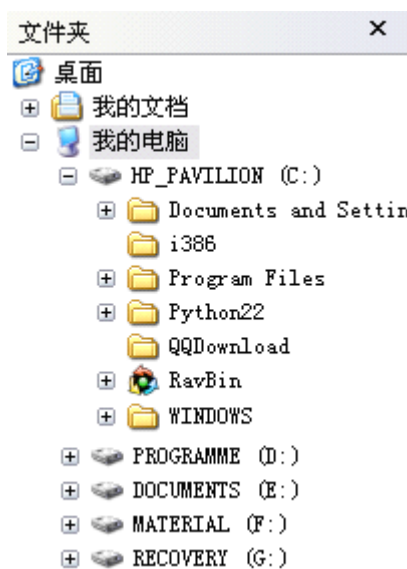 文件夹
桌面
我的文档
我的电脑
HP_PAVILION (C:)
Documents and Settin
i386
Program Files
Python22
QQDownload
RavBin
WINDOWS
PROGRAMME (D:)
DOCUMENTS (E:)
MATERIAL (F:)
RECOVERY (G:)